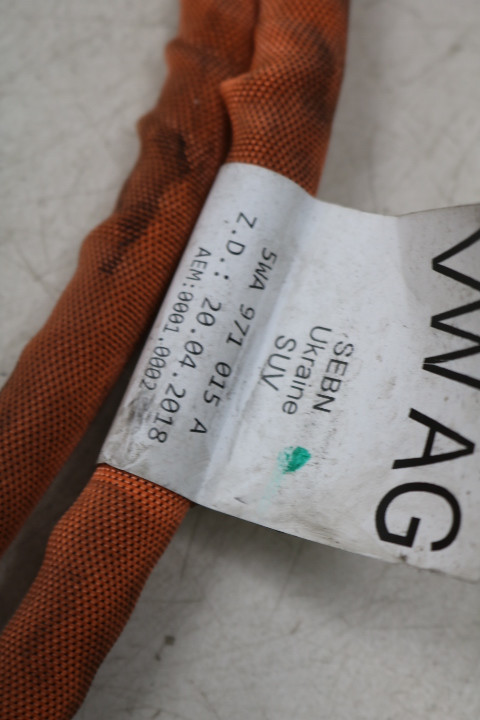 VW AG
SEBN
Ukraine
SUV
5WA 971 015 A
Z.D.: 20.04.2018
AEM:0001.0002